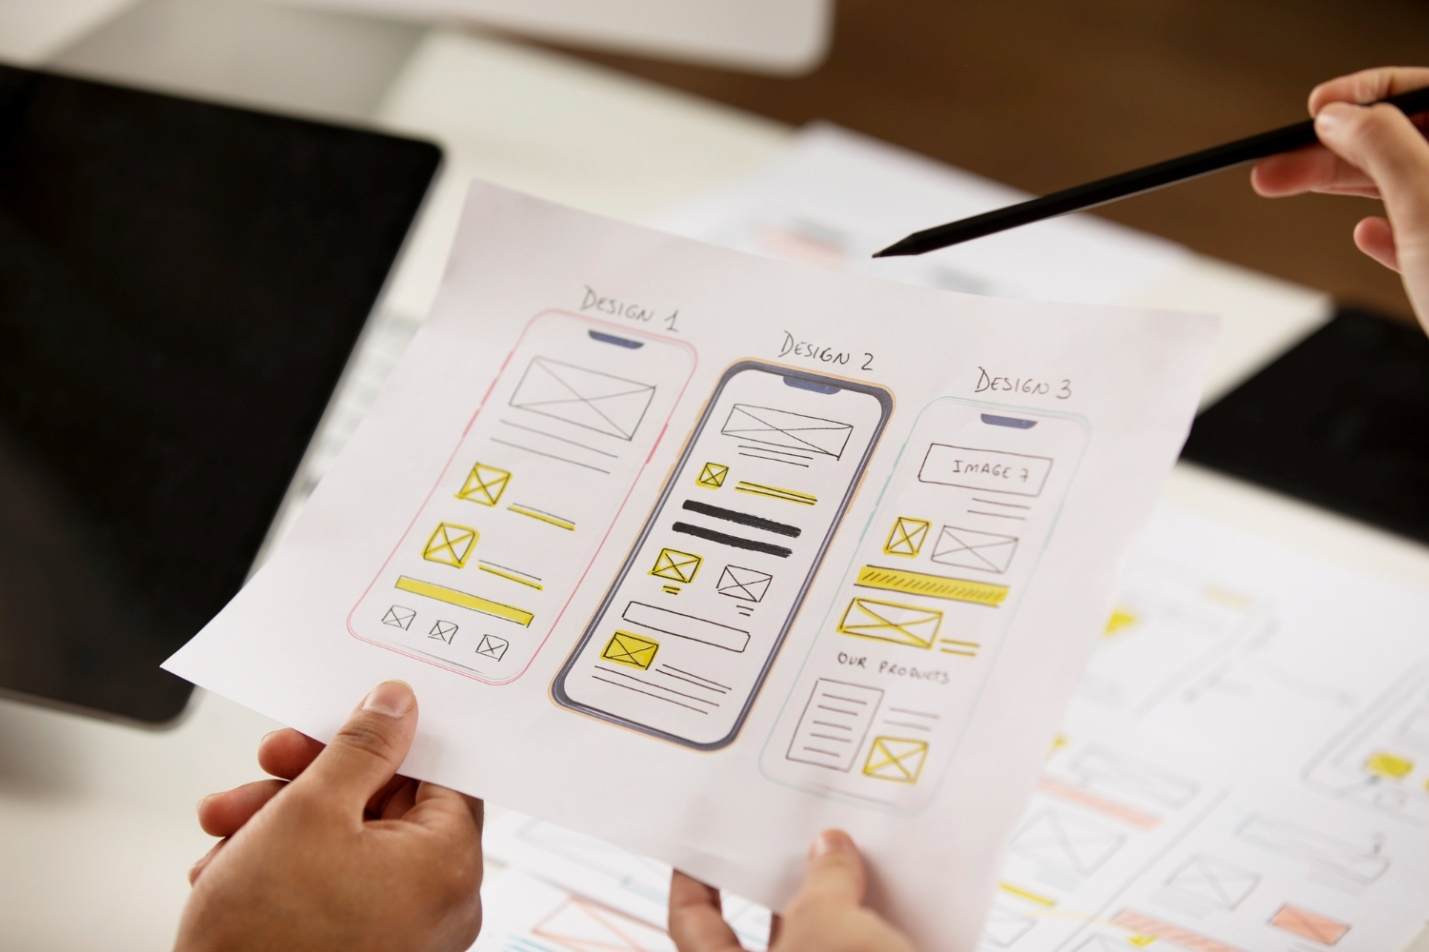 DESIGN 1
DESIGN 2
DESIGN 3
IMAGE 7
OUR PRODUCTS